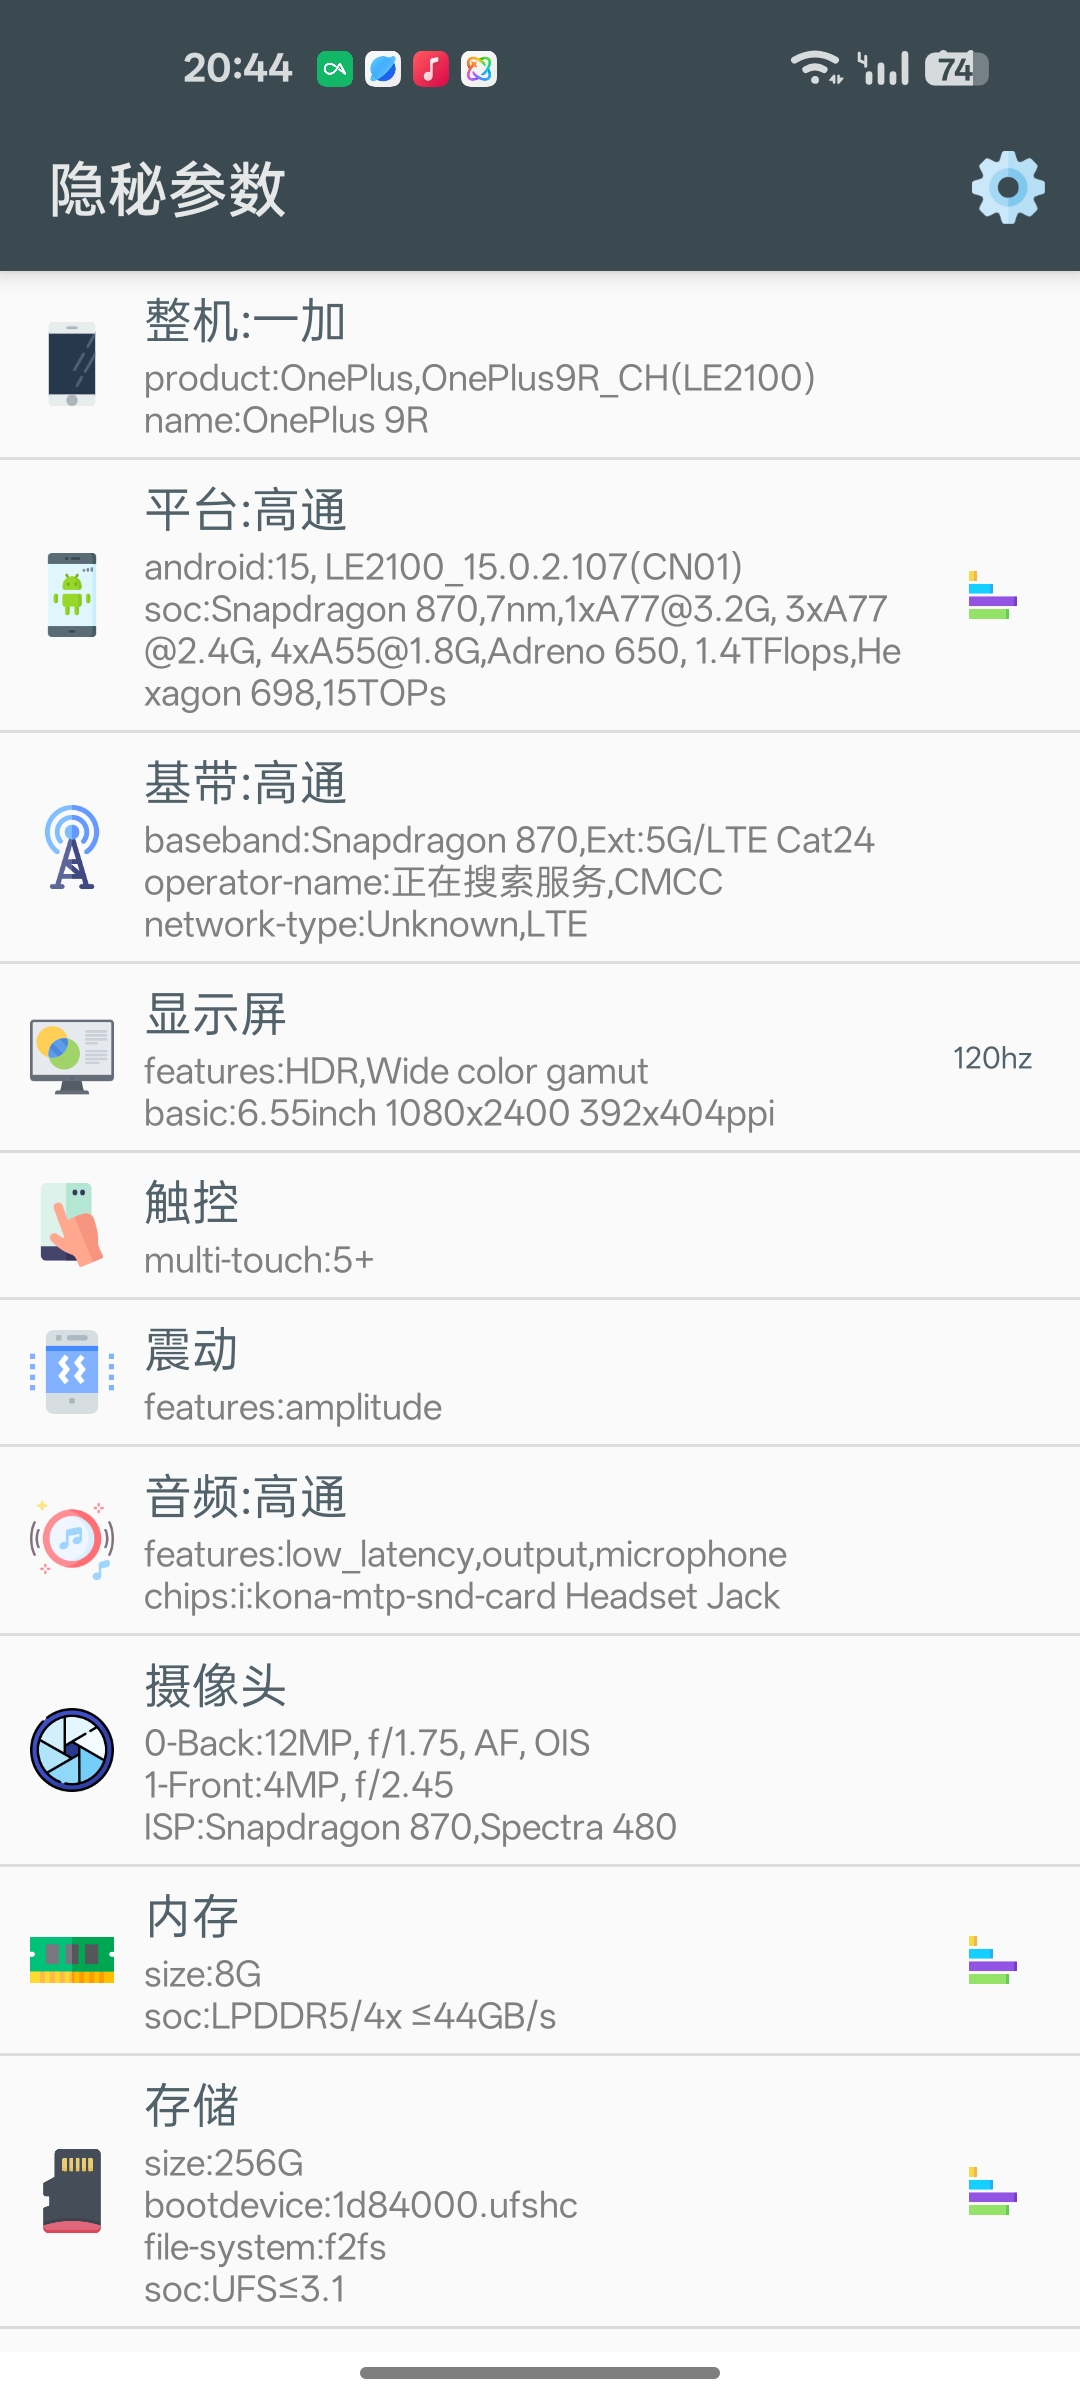 20:44
74
隐秘参数
整机:一加
product:OnePlus,OnePlus9R_CH(LE2100)
name:OnePlus 9R
平台:高通
android:15, LE2100_15.0.2.107(CN01)
soc:Snapdragon 870,7nm,1xA77@3.2G, 3xA77
@2.4G, 4xA55@1.8G,Adreno 650, 1.4TFlops,He
xagon 698,15TOPs
基带:高通
baseband:Snapdragon 870,Ext:5G/LTE Cat24
operator-name:正在搜索服务,CMCC
network-type:Unknown,LTE
显示屏
features:HDR,Wide color gamut
120hz
basic:6.55inch 1080x2400 392x404ppi
触控
multi-touch:5+
震动
features:amplitude
音频:高通
features:low_latency,output,microphone
chips:i:kona-mtp-snd-card Headset Jack
摄像头
0-Back:12MP, f/1.75, AF, OIS
1-Front:4MP, f/2.45
ISP:Snapdragon 870,Spectra 480
内存
size:8G
soc:LPDDR5/4x ≤44GB/s
存储
size:256G
bootdevice:1d84000.ufshc
file-system:f2fs
soc:UFS≤3.1